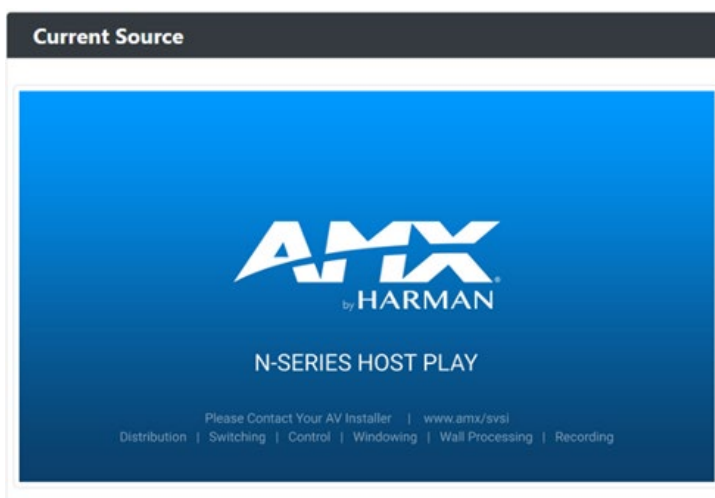 Current Source
AMX
by HARMAN
N-SERIES HOST PLAY
Please Contact Your AV Installer | www.amx/svsi
Distribution | Switching | Control | Windowing | Wall Processing | Recording